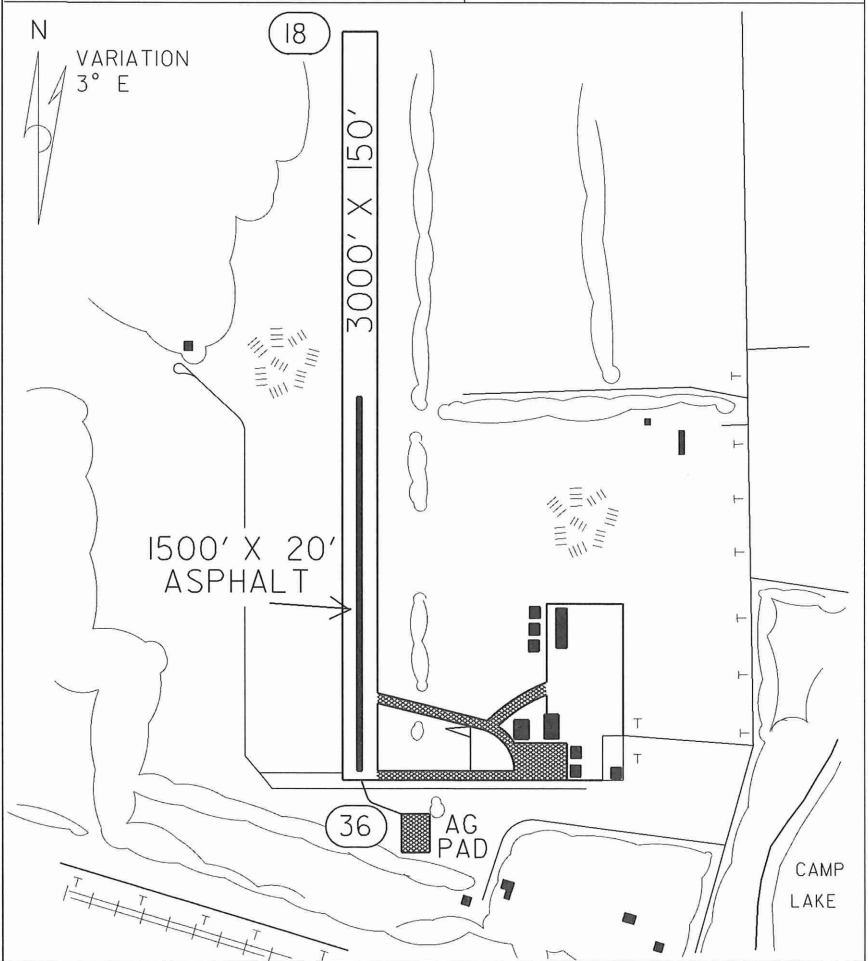 N
VARIATION
3° E
18
3000' X 150'
1500' X 20'
ASPHALT
36
AG
PAD
CAMP
LAKE
T
T
T
T
T
T
T
T
T
T
T
T
T